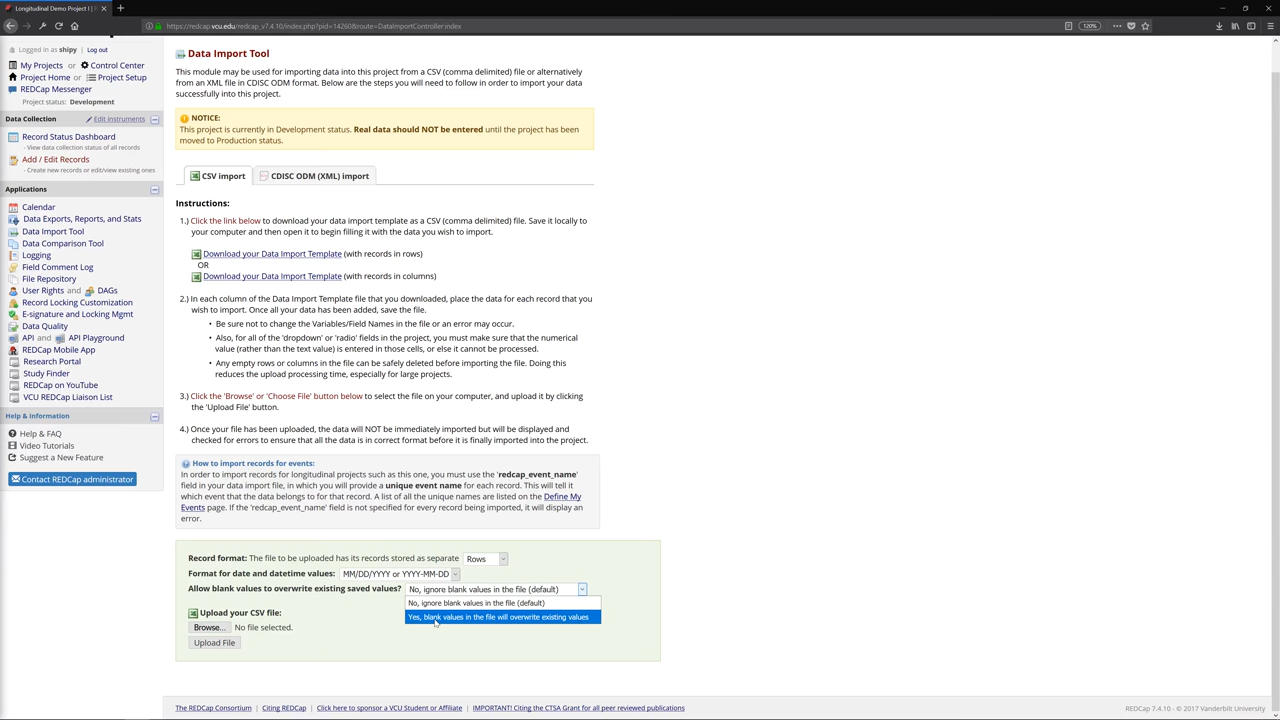 Longitudinal Demo Project I | R
https://redcap.vcu.edu/redcap_v7.4.10/index.php?pid=14260&route=DataImportController:index
120%
Logged in as shipy | Log out
My Projects or Control Center
Project Home or Project Setup
REDCap Messenger
Project status: Development
Data Collection Edit instruments
Record Status Dashboard
- View data collection status of all records
Add / Edit Records
- Create new records or edit/view existing ones
Applications
Calendar
Data Exports, Reports, and Stats
Data Import Tool
Data Comparison Tool
Logging
Field Comment Log
File Repository
User Rights and DAGs
Record Locking Customization
E-signature and Locking Mgmt
Data Quality
API and API Playground
REDCap Mobile App
Research Portal
Study Finder
REDCap on YouTube
VCU REDCap Liaison List
Help & Information
Help & FAQ
Video Tutorials
Suggest a New Feature
Contact REDCap administrator
Data Import Tool
This module may be used for importing data into this project from a CSV (comma delimited) file or alternatively
from an XML file in CDISC ODM format. Below are the steps you will need to follow in order to import your data
successfully into this project.
NOTICE:
This project is currently in Development status. Real data should NOT be entered until the project has been
moved to Production status.
CSV import CDISC ODM (XML) import
Instructions:
1.) Click the link below to download your data import template as a CSV (comma delimited) file. Save it locally to
your computer and then open it to begin filling it with the data you wish to import.
Download your Data Import Template (with records in rows)
OR
Download your Data Import Template (with records in columns)
2.) In each column of the Data Import Template file that you downloaded, place the data for each record that you
wish to import. Once all your data has been added, save the file.
• Be sure not to change the Variables/Field Names in the file or an error may occur.
• Also, for all of the 'dropdown' or 'radio' fields in the project, you must make sure that the numerical
value (rather than the text value) is entered in those cells, or else it cannot be processed.
• Any empty rows or columns in the file can be safely deleted before importing the file. Doing this
reduces the upload processing time, especially for large projects.
3.) Click the 'Browse' or 'Choose File' button below to select the file on your computer, and upload it by clicking
the 'Upload File' button.
4.) Once your file has been uploaded, the data will NOT be immediately imported but will be displayed and
checked for errors to ensure that all the data is in correct format before it is finally imported into the project.
How to import records for events:
In order to import records for longitudinal projects such as this one, you must use the 'redcap_event_name'
field in your data import file, in which you will provide a unique event name for each record. This will tell it
which event that the data belongs to for that record. A list of all the unique names are listed on the Define My
Events page. If the 'redcap_event_name' field is not specified for every record being imported, it will display an
error.
Record format: The file to be uploaded has its records stored as separate Rows
Format for date and datetime values: MM/DD/YYYY or YYYY-MM-DD
Allow blank values to overwrite existing saved values? No, ignore blank values in the file (default)
No, ignore blank values in the file (default)
Yes, blank values in the file will overwrite existing values
Upload your CSV file:
Browse... No file selected.
Upload File
The REDCap Consortium | Citing REDCap | Click here to sponsor a VCU Student or Affiliate | IMPORTANT! Citing the CTSA Grant for all peer reviewed publications
REDCap 7.4.10 - © 2017 Vanderbilt University